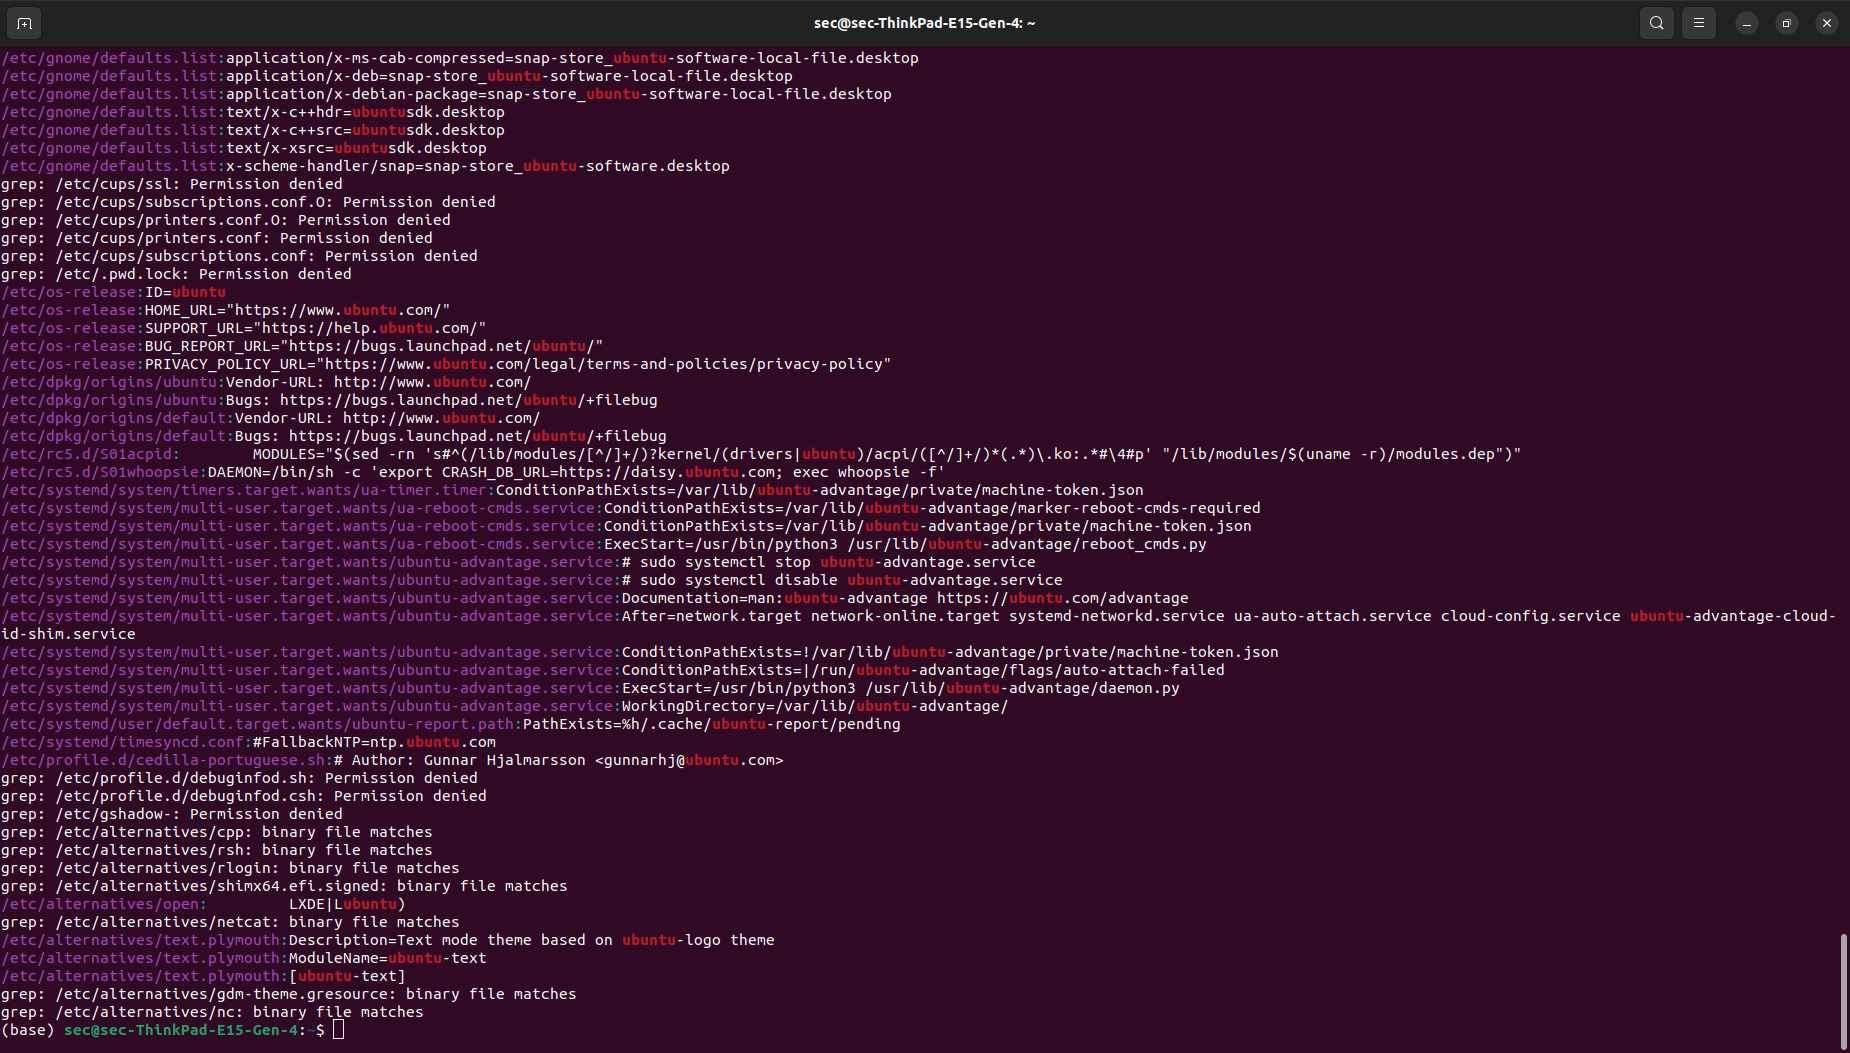 sec@sec-ThinkPad-E15-Gen-4: ~
/etc/gnome/defaults.list:application/x-ms-cab-compressed=snap-store_ubuntu-software-local-file.desktop
/etc/gnome/defaults.list:application/x-deb=snap-store_ubuntu-software-local-file.desktop
/etc/gnome/defaults.list:application/x-debian-package=snap-store_ubuntu-software-local-file.desktop
/etc/gnome/defaults.list:text/x-c++hdr=ubuntusdk.desktop
/etc/gnome/defaults.list:text/x-c++src=ubuntusdk.desktop
/etc/gnome/defaults.list:text/x-xsrc=ubuntusdk.desktop
/etc/gnome/defaults.list:x-scheme-handler/snap=snap-store_ubuntu-software.desktop
grep: /etc/cups/ssl: Permission denied
grep: /etc/cups/subscriptions.conf.O: Permission denied
grep: /etc/cups/printers.conf.O: Permission denied
grep: /etc/cups/printers.conf: Permission denied
grep: /etc/cups/subscriptions.conf: Permission denied
grep: /etc/.pwd.lock: Permission denied
/etc/os-release:ID=ubuntu
/etc/os-release:HOME_URL="https://www.ubuntu.com/"
/etc/os-release:SUPPORT_URL="https://help.ubuntu.com/"
/etc/os-release:BUG_REPORT_URL="https://bugs.launchpad.net/ubuntu/"
/etc/os-release:PRIVACY_POLICY_URL="https://www.ubuntu.com/legal/terms-and-policies/privacy-policy"
/etc/dpkg/origins/ubuntu:Vendor-URL: http://www.ubuntu.com/
/etc/dpkg/origins/ubuntu:Bugs: https://bugs.launchpad.net/ubuntu/+filebug
/etc/dpkg/origins/default:Vendor-URL: http://www.ubuntu.com/
/etc/dpkg/origins/default:Bugs: https://bugs.launchpad.net/ubuntu/+filebug
/etc/rc5.d/S01acpid:        MODULES="$(sed -rn 's#^(/lib/modules/[^/]+/)?kernel/(drivers|ubuntu)/acpi/([^/]+/)*(.*)\.ko:.*#\4#p' "/lib/modules/$(uname -r)/modules.dep")"
/etc/rc5.d/S01whoopsie:DAEMON=/bin/sh -c 'export CRASH_DB_URL=https://daisy.ubuntu.com; exec whoopsie -f'
/etc/systemd/system/timers.target.wants/ua-timer.timer:ConditionPathExists=/var/lib/ubuntu-advantage/private/machine-token.json
/etc/systemd/system/multi-user.target.wants/ua-reboot-cmds.service:ConditionPathExists=/var/lib/ubuntu-advantage/marker-reboot-cmds-required
/etc/systemd/system/multi-user.target.wants/ua-reboot-cmds.service:ConditionPathExists=/var/lib/ubuntu-advantage/private/machine-token.json
/etc/systemd/system/multi-user.target.wants/ua-reboot-cmds.service:ExecStart=/usr/bin/python3 /usr/lib/ubuntu-advantage/reboot_cmds.py
/etc/systemd/system/multi-user.target.wants/ubuntu-advantage.service:# sudo systemctl stop ubuntu-advantage.service
/etc/systemd/system/multi-user.target.wants/ubuntu-advantage.service:# sudo systemctl disable ubuntu-advantage.service
/etc/systemd/system/multi-user.target.wants/ubuntu-advantage.service:Documentation=man:ubuntu-advantage https://ubuntu.com/advantage
/etc/systemd/system/multi-user.target.wants/ubuntu-advantage.service:After=network.target network-online.target systemd-networkd.service ua-auto-attach.service cloud-config.service ubuntu-advantage-cloud-
id-shim.service
/etc/systemd/system/multi-user.target.wants/ubuntu-advantage.service:ConditionPathExists=!/var/lib/ubuntu-advantage/private/machine-token.json
/etc/systemd/system/multi-user.target.wants/ubuntu-advantage.service:ConditionPathExists=|/run/ubuntu-advantage/flags/auto-attach-failed
/etc/systemd/system/multi-user.target.wants/ubuntu-advantage.service:ExecStart=/usr/bin/python3 /usr/lib/ubuntu-advantage/daemon.py
/etc/systemd/system/multi-user.target.wants/ubuntu-advantage.service:WorkingDirectory=/var/lib/ubuntu-advantage/
/etc/systemd/user/default.target.wants/ubuntu-report.path:PathExists=%h/.cache/ubuntu-report/pending
/etc/systemd/timesyncd.conf:#FallbackNTP=ntp.ubuntu.com
/etc/profile.d/cedilla-portuguese.sh:# Author: Gunnar Hjalmarsson <gunnarhj@ubuntu.com>
grep: /etc/profile.d/debuginfod.sh: Permission denied
grep: /etc/profile.d/debuginfod.csh: Permission denied
grep: /etc/gshadow-: Permission denied
grep: /etc/alternatives/cpp: binary file matches
grep: /etc/alternatives/rsh: binary file matches
grep: /etc/alternatives/rlogin: binary file matches
grep: /etc/alternatives/shimx64.efi.signed: binary file matches
/etc/alternatives/open:         LXDE|Lubuntu)
grep: /etc/alternatives/netcat: binary file matches
/etc/alternatives/text.plymouth:Description=Text mode theme based on ubuntu-logo theme
/etc/alternatives/text.plymouth:ModuleName=ubuntu-text
/etc/alternatives/text.plymouth:[ubuntu-text]
grep: /etc/alternatives/gdm-theme.gresource: binary file matches
grep: /etc/alternatives/nc: binary file matches
(base) sec@sec-ThinkPad-E15-Gen-4:~$